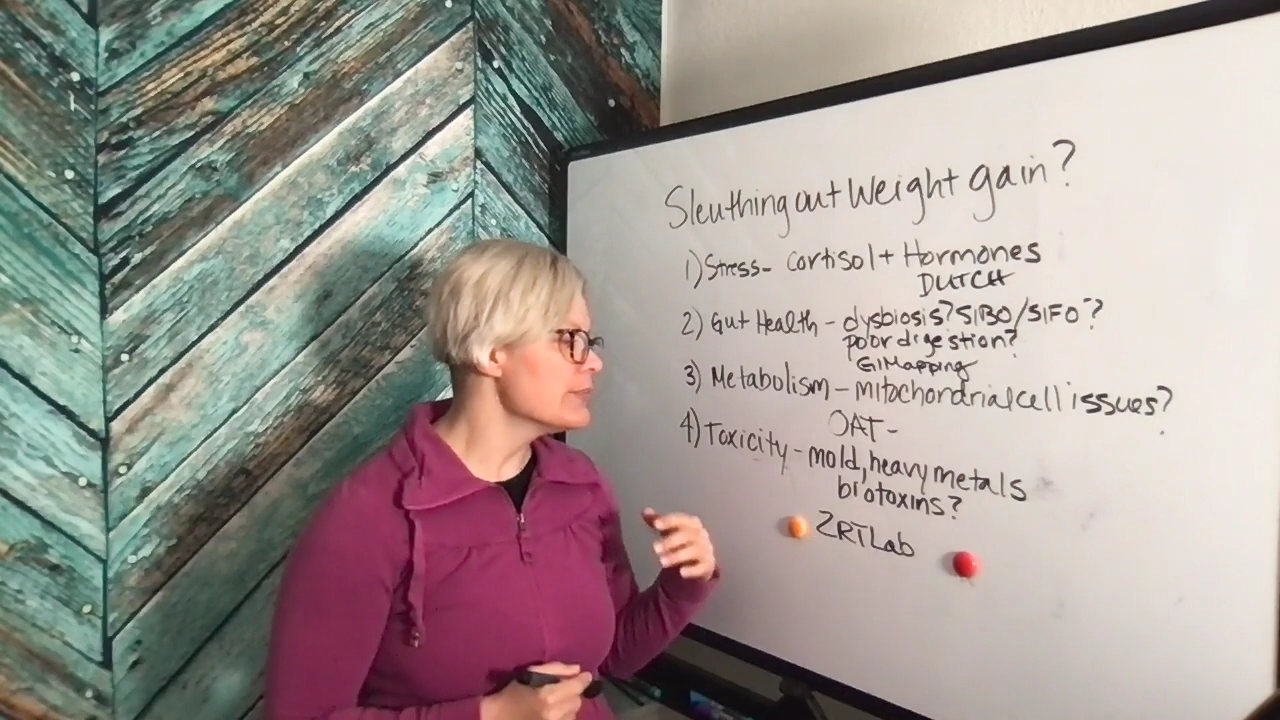 Sleuthing out Weight gain?
1) Stress- cortisol + Hormones
DUTCH
2) Gut Health - dysbiosis? SIBO/SIFO?
poor digestion?
GI Mapping
3) Metabolism - mitochondrial cell issues?
OAT -
4) Toxicity - mold, heavy metals
biotoxins?
ZRT Lab